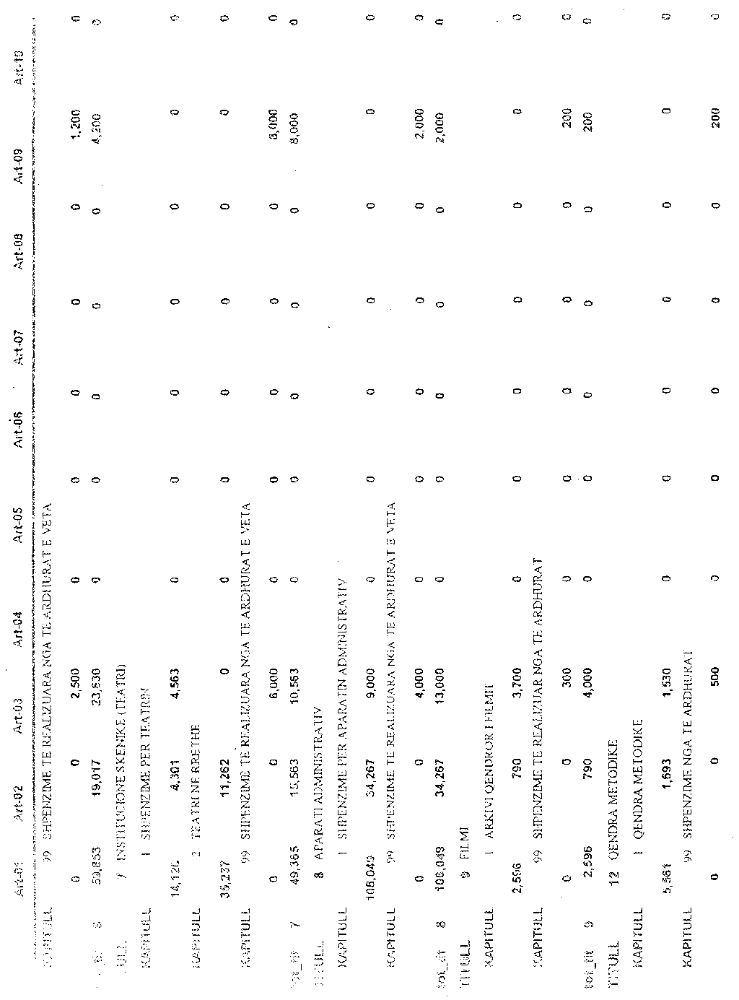 Art-01 Art-02 Art-03 Art-04 Art-05 Art-06 Art-07 Art-08 Art-09 Art-10
KAPITULL 99 SHPENZIME TE REALIZUARA NGA TE ARDHURAT E VETA
0 0 2,500 0 0 0 0 0 1,200 0
6 19,017 23,830 0 0 0 0 0 4,200 0
7 INSTITUCIONE SKENIKE (TEATRI)
KAPITULL 1 SHPENZIME PER TEATRIN
14,126 4,301 4,563 0 0 0 0 0 0 0
KAPITULL 2 TEATRI NE RRETHE
11,262 0 0 0 0 0 0 0 0
KAPITULL 99 SHPENZIME TE REALIZUARA NGA TE ARDHURAT E VETA
0 0 6,000 0 0 0 0 0 8,000 0
tot_tit 7 49,365 15,563 10,563 0 0 0 0 0 8,000 0
TITULL 8 APARATI ADMINISTRATIV
KAPITULL 1 SHPENZIME PER APARATIN ADMINISTRATIV
108,049 34,267 9,000 0 0 0 0 0 0 0
KAPITULL 99 SHPENZIME TE REALIZUARA NGA TE ARDHURAT E VETA
0 0 4,000 0 0 0 0 0 2,000 0
tot_tit 8 108,049 34,267 13,000 0 0 0 0 0 2,000 0
TITULL 9 FILMI
KAPITULL 1 ARKIVI QENDROR I FILMIT
2,596 790 3,700 0 0 0 0 0 0 0
KAPITULL 99 SHPENZIME TE REALIZUAR NGA TE ARDHURAT
0 0 300 0 0 0 0 0 200 0
tot_tit 9 2,596 790 4,000 0 0 0 0 0 200 0
TITULL 12 QENDRA METODIKE
KAPITULL 1 QENDRA METODIKE
5,561 1,693 1,530 0 0 0 0 0 0 0
KAPITULL 99 SHPENZIME NGA TE ARDHURAT
0 0 500 0 0 0 0 0 200 0